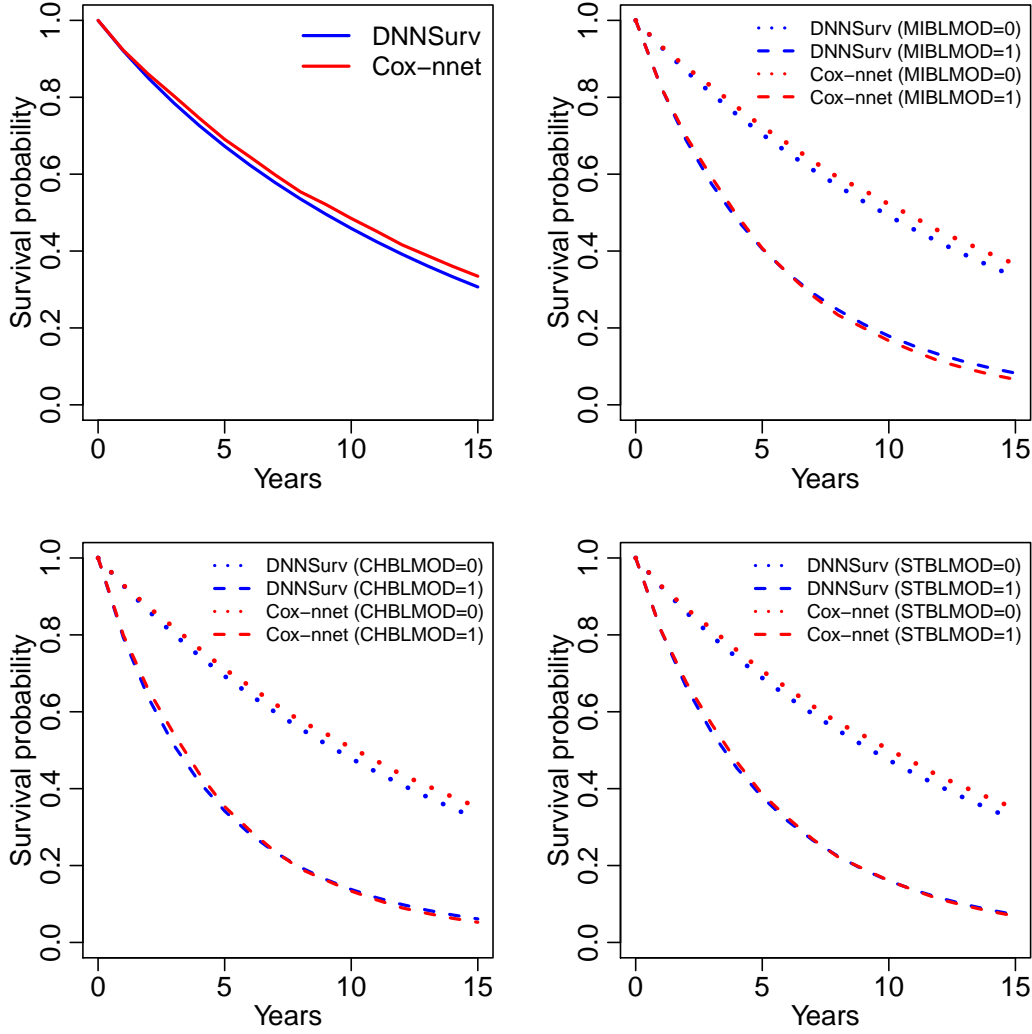 Survival probability
1.0
0.8
0.6
0.4
0.2
0.0
DNNSurv
Cox−nnet
0 5 10 15
Years
Survival probability
1.0
0.8
0.6
0.4
0.2
0.0
DNNSurv (MIBLMOD=0)
DNNSurv (MIBLMOD=1)
Cox−nnet (MIBLMOD=0)
Cox−nnet (MIBLMOD=1)
0 5 10 15
Years
Survival probability
1.0
0.8
0.6
0.4
0.2
0.0
DNNSurv (CHBLMOD=0)
DNNSurv (CHBLMOD=1)
Cox−nnet (CHBLMOD=0)
Cox−nnet (CHBLMOD=1)
0 5 10 15
Years
Survival probability
1.0
0.8
0.6
0.4
0.2
0.0
DNNSurv (STBLMOD=0)
DNNSurv (STBLMOD=1)
Cox−nnet (STBLMOD=0)
Cox−nnet (STBLMOD=1)
0 5 10 15
Years